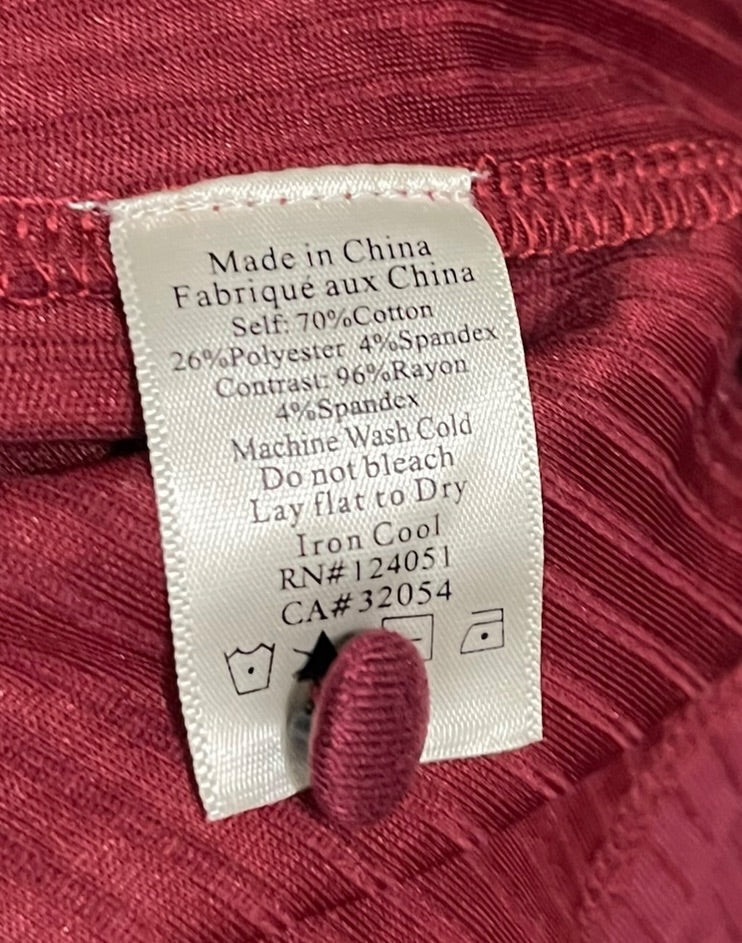 Made in China
Fabriqué aux China
Self: 70%Cotton
26%Polyester 4%Spandex
Contrast: 96%Rayon
4%Spandex
Machine Wash Cold
Do not bleach
Lay flat to Dry
Iron Cool
RN#124051
CA#32054